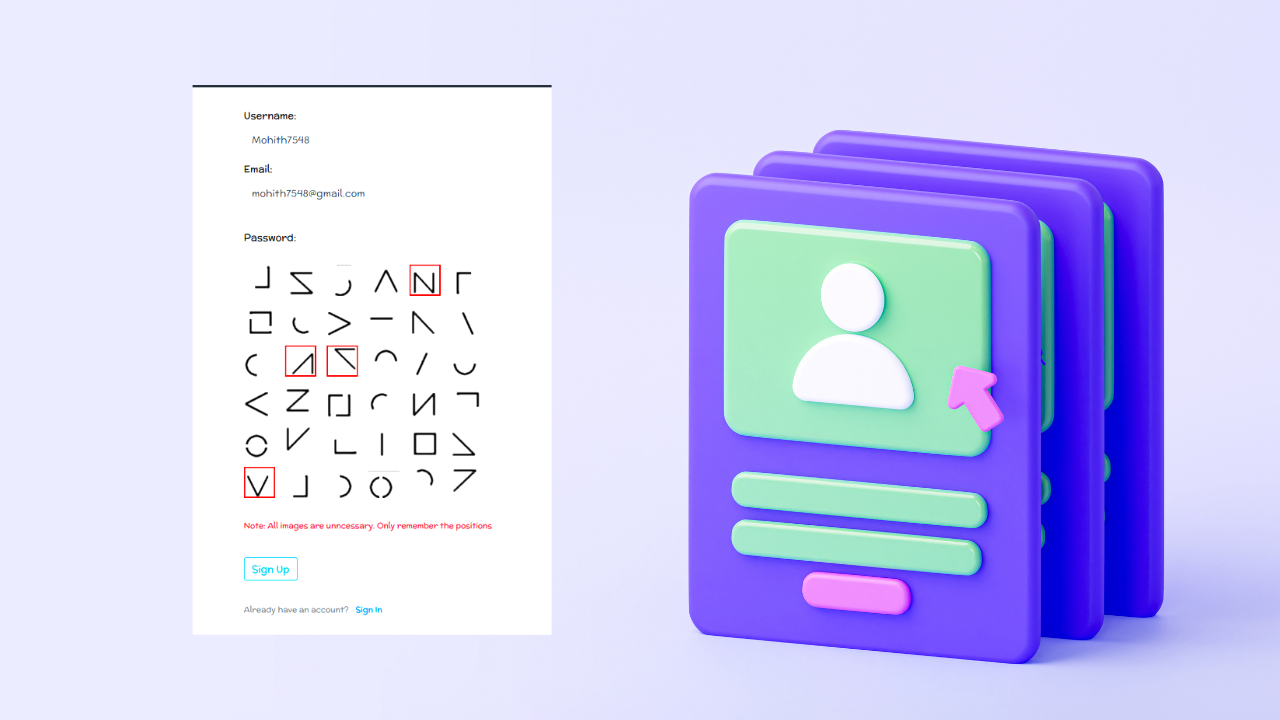 Username:
Mohith7548
Email:
mohith7548@gmail.com
Password:
Note: All images are unncessary. Only remember the positions
Sign Up
Already have an account? Sign In